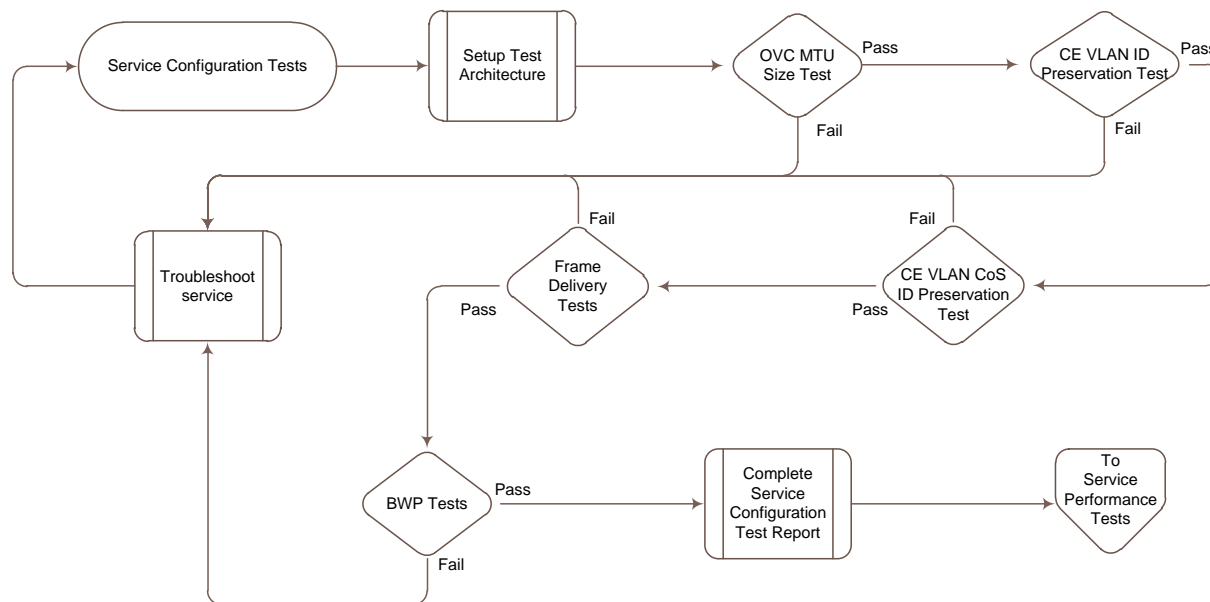 Service Configuration Tests
Setup Test
Architecture
OVC MTU
Size Test
Pass
Fail
CE VLAN ID
Preservation Test
Pass
Fail
CE VLAN CoS
ID Preservation
Test
Fail
Pass
Frame
Delivery
Tests
Fail
Pass
Troubleshoot
service
BWP Tests
Pass
Fail
Complete
Service
Configuration
Test Report
To
Service
Performance
Tests